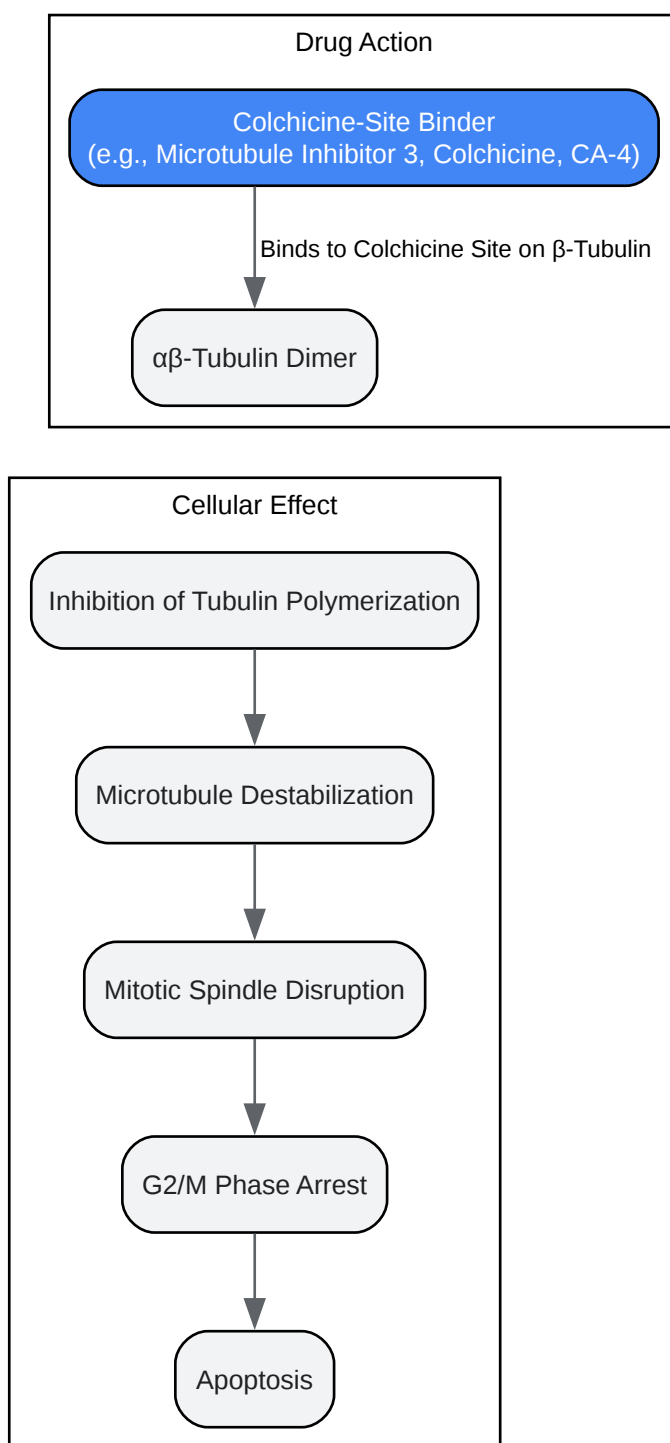 Drug Action
Colchicine-Site Binder
(e.g., Microtubule Inhibitor 3, Colchicine, CA-4)
Binds to Colchicine Site on β-Tubulin
αβ-Tubulin Dimer
Cellular Effect
Inhibition of Tubulin Polymerization
Microtubule Destabilization
Mitotic Spindle Disruption
G2/M Phase Arrest
Apoptosis